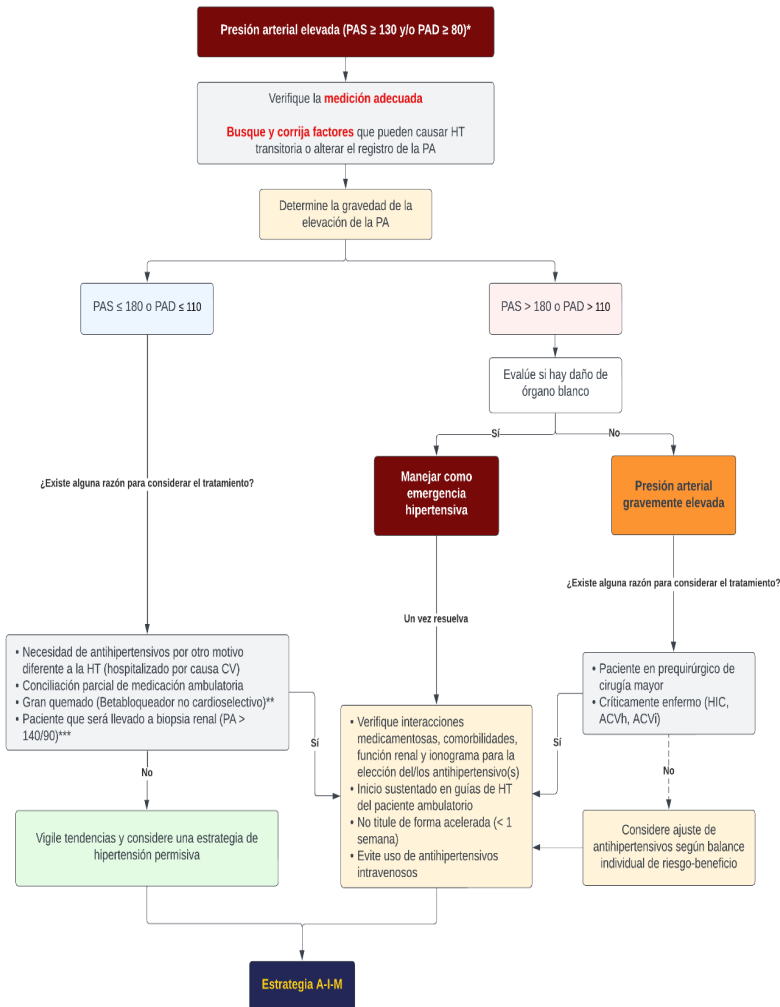 Presión arterial elevada (PAS ≥ 130 y/o PAD ≥ 80)*
Verifique la medición adecuada
Busque y corrija factores que pueden causar HT
transitoria o alterar el registro de la PA
Determine la gravedad de la
elevación de la PA
PAS ≤ 180 o PAD ≤ 110
PAS > 180 o PAD > 110
Evalúe si hay daño de
órgano blanco
Sí
No
Manejar como
emergencia
hipertensiva
Presión arterial
gravemente elevada
¿Existe alguna razón para considerar el tratamiento?
¿Existe alguna razón para considerar el tratamiento?
Un vez resuelva
• Necesidad de antihipertensivos por otro motivo
diferente a la HT (hospitalizado por causa CV)
• Conciliación parcial de medicación ambulatoria
• Gran quemado (Betabloqueador no cardioselectivo)**
• Paciente que será llevado a biopsia renal (PA >
140/90)***
• Paciente en prequirúrgico de
cirugía mayor
• Críticamente enfermo (HIC,
ACVh, ACVi)
Sí
Sí
No
No
• Verifique interacciones
medicamentosas, comorbilidades,
función renal y ionograma para la
elección del/los antihipertensivo(s)
• Inicio sustentado en guías de HT
del paciente ambulatorio
• No titule de forma acelerada (< 1
semana)
• Evite uso de antihipertensivos
intravenosos
Vigile tendencias y considere una estrategia de
hipertensión permisiva
Considere ajuste de
antihipertensivos según balance
individual de riesgo-beneficio
Estrategia A-I-M